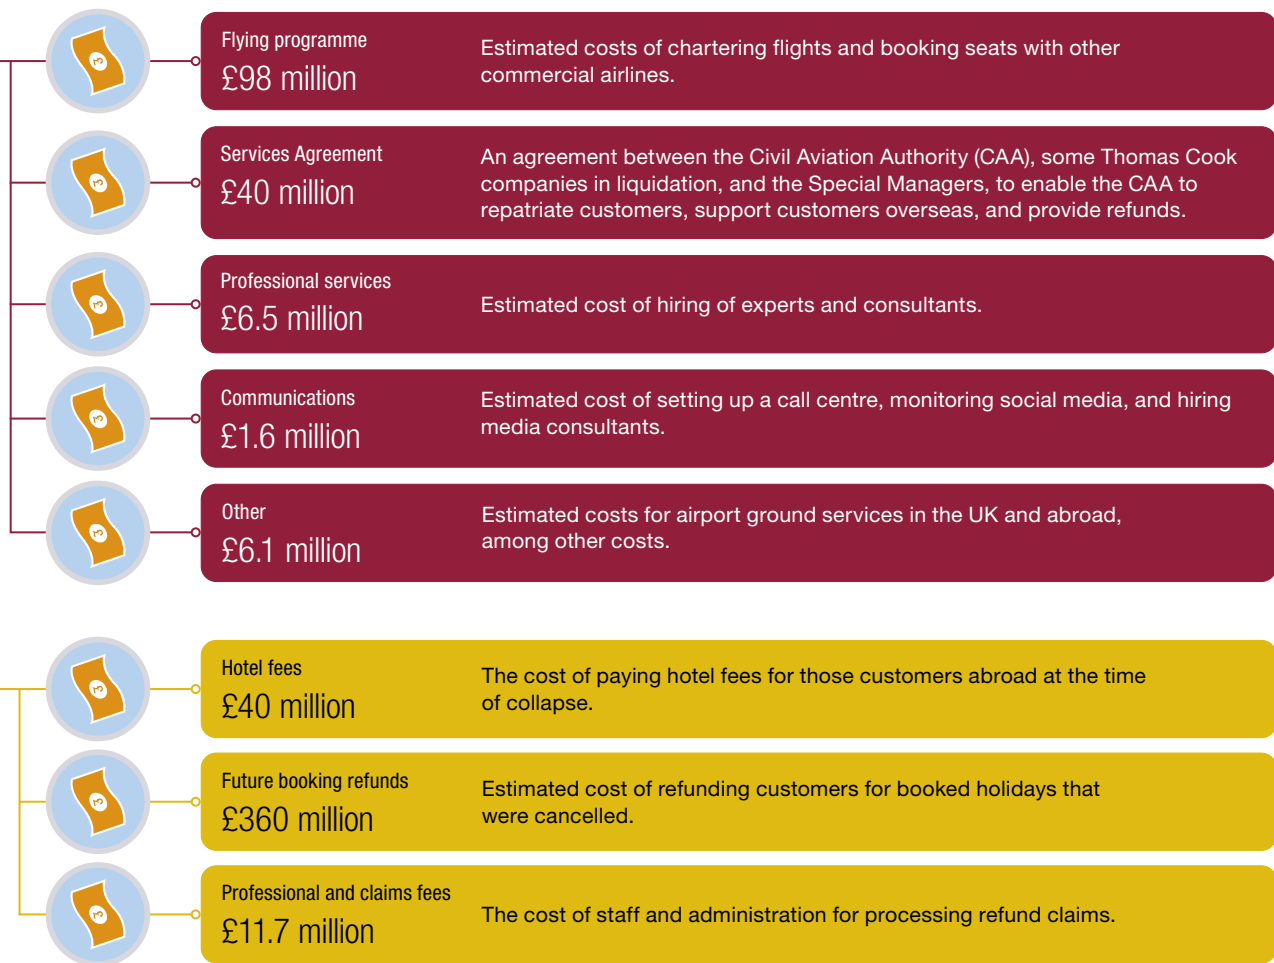 Flying programme
£98 million
Estimated costs of chartering flights and booking seats with other
commercial airlines.
Services Agreement
£40 million
An agreement between the Civil Aviation Authority (CAA), some Thomas Cook
companies in liquidation, and the Special Managers, to enable the CAA to
repatriate customers, support customers overseas, and provide refunds.
Professional services
£6.5 million
Estimated cost of hiring of experts and consultants.
Communications
£1.6 million
Estimated cost of setting up a call centre, monitoring social media, and hiring
media consultants.
Other
£6.1 million
Estimated costs for airport ground services in the UK and abroad,
among other costs.
Hotel fees
£40 million
The cost of paying hotel fees for those customers abroad at the time
of collapse.
Future booking refunds
£360 million
Estimated cost of refunding customers for booked holidays that
were cancelled.
Professional and claims fees
£11.7 million
The cost of staff and administration for processing refund claims.